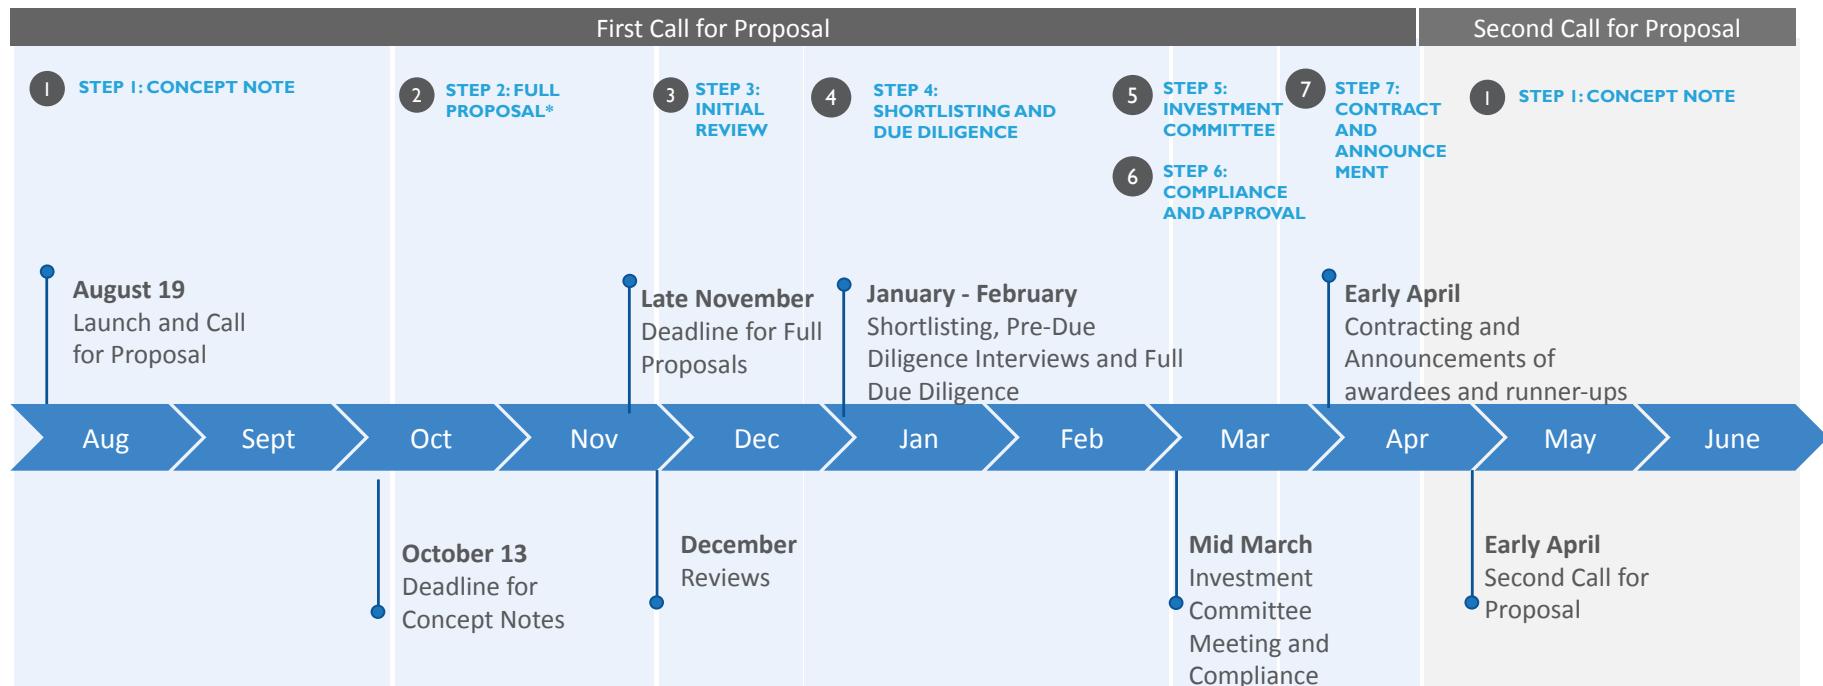 First Call for Proposal
Second Call for Proposal
1
STEP 1: CONCEPT NOTE
2
STEP 2: FULL
PROPOSAL*
3
STEP 3:
INITIAL
REVIEW
4
STEP 4:
SHORTLISTING AND
DUE DILIGENCE
5
STEP 5:
INVESTMENT
COMMITTEE
6
STEP 6:
COMPLIANCE
AND APPROVAL
7
STEP 7:
CONTRACT
AND
ANNOUNCE
MENT
1
STEP 1: CONCEPT NOTE
August 19
Launch and Call
for Proposal
Late November
Deadline for Full
Proposals
January - February
Shortlisting, Pre-Due
Diligence Interviews and Full
Due Diligence
Early April
Contracting and
Announcements of
awardees and runner-ups
Aug
Sept
Oct
Nov
Dec
Jan
Feb
Mar
Apr
May
June
October 13
Deadline for
Concept Notes
December
Reviews
Mid March
Investment
Committee
Meeting and
Compliance
Early April
Second Call for
Proposal